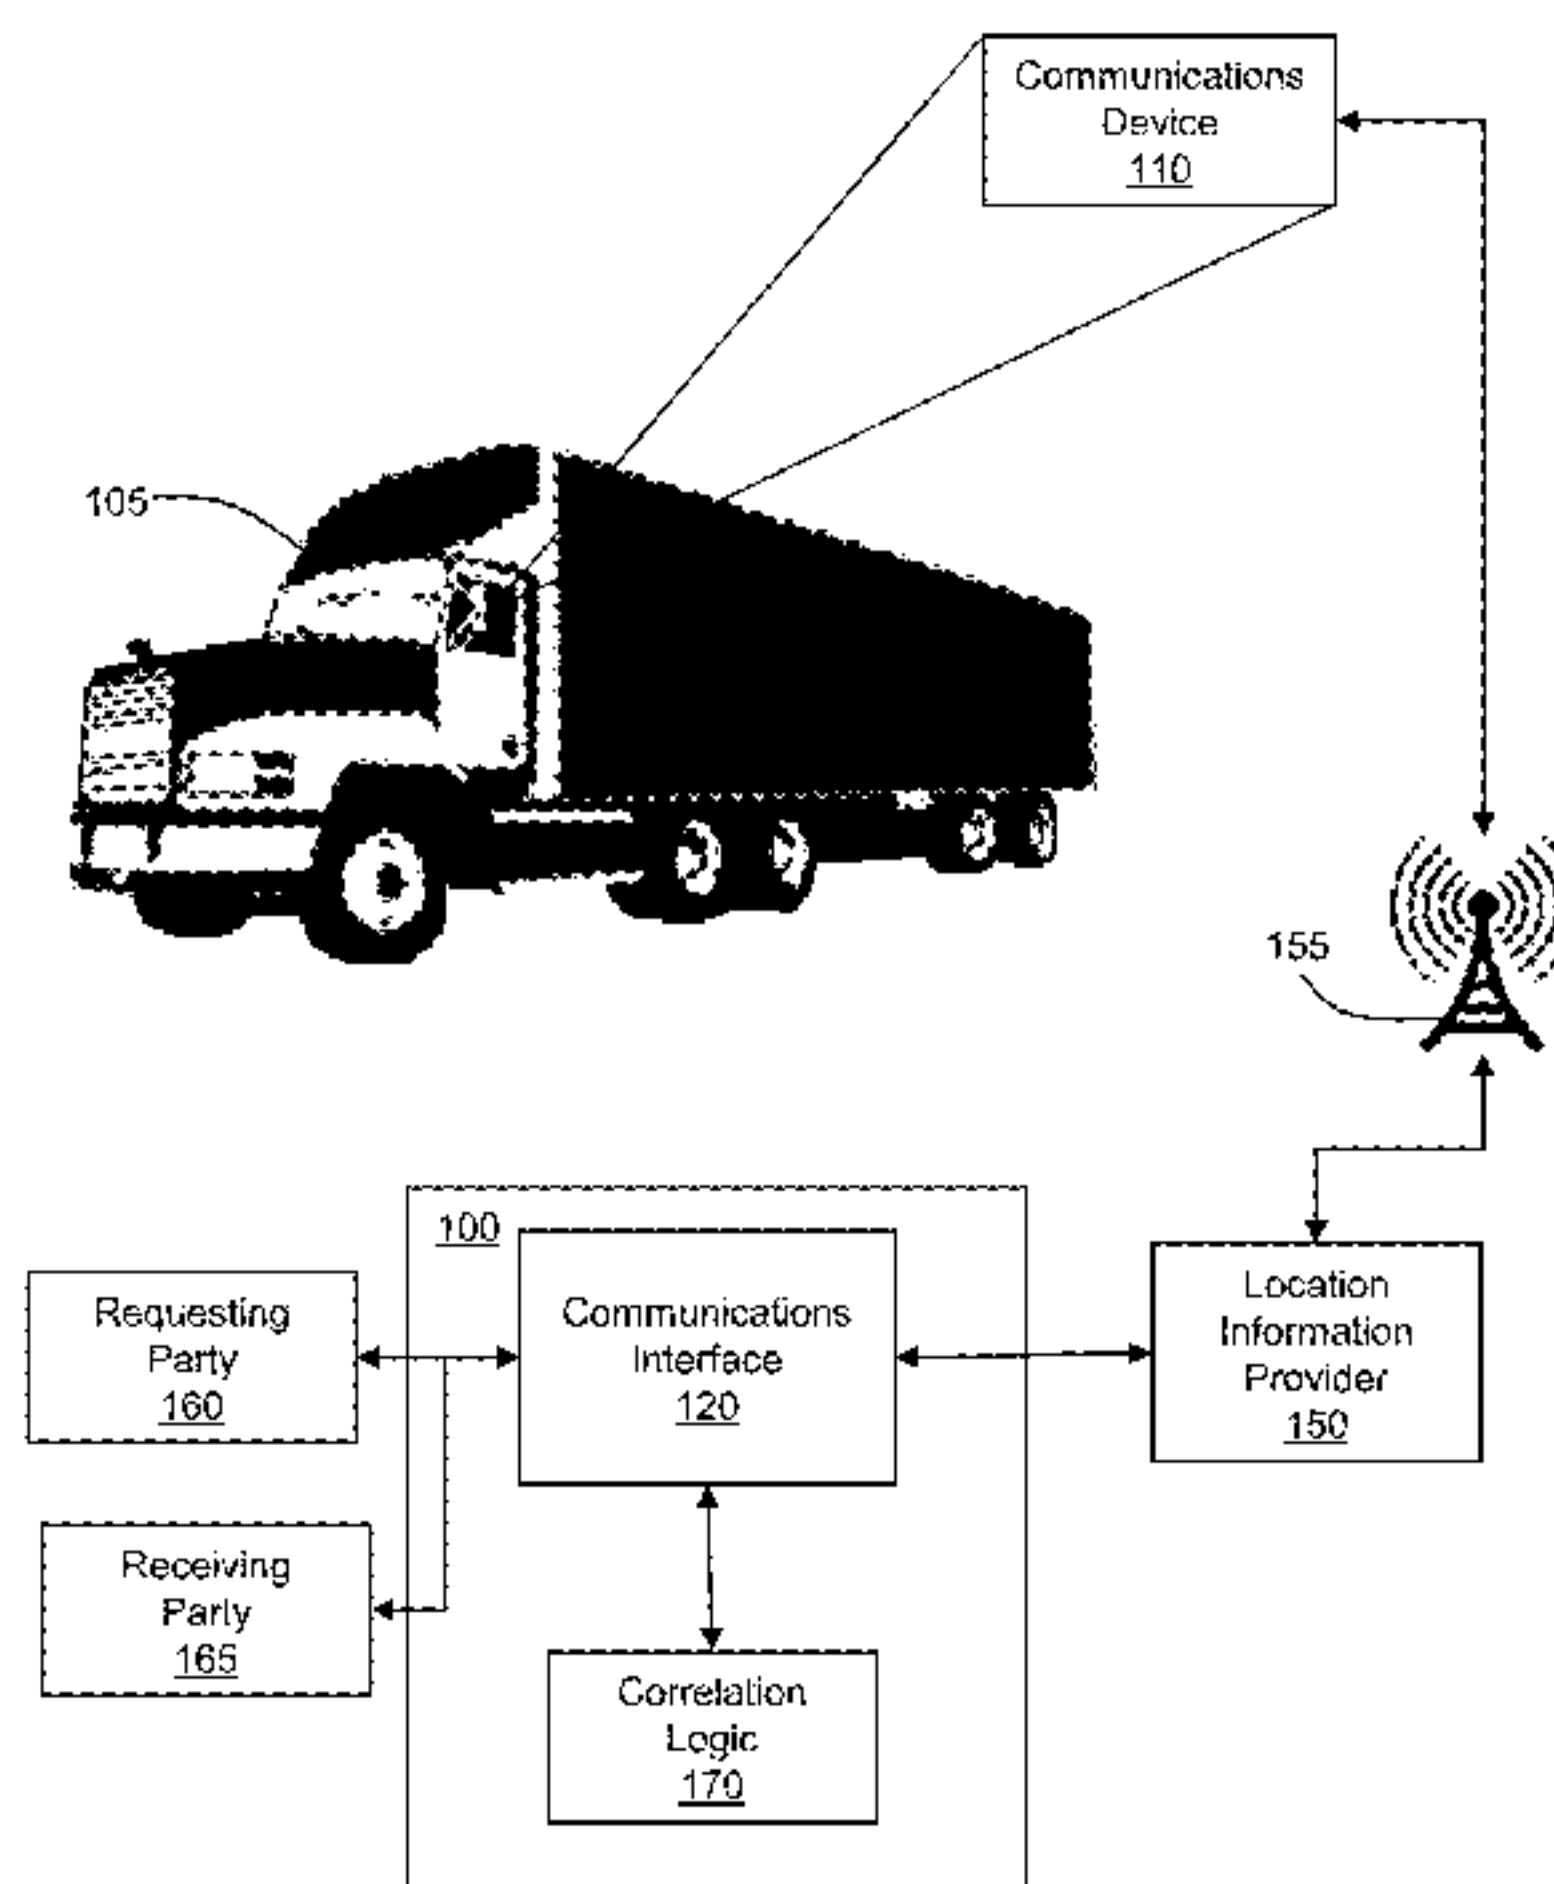 Communications
Device
110
105
155
100
Communications
Interface
120
Location
Information
Provider
150
Requesting
Party
160
Receiving
Party
165
Correlation
Logic
170